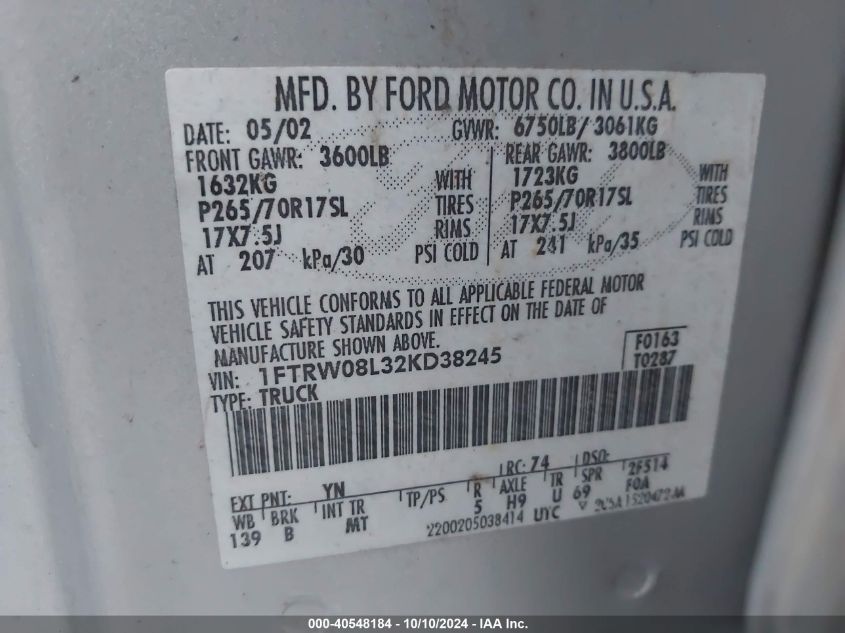 MFD. BY FORD MOTOR CO. IN U.S.A.
DATE: 05/02 GVWR: 6750LB/ 3061KG
FRONT GAWR: 3600LB REAR GAWR: 3800LB
1632KG WITH 1723KG WITH
P265/70R17SL TIRES P265/70R17SL TIRES
17X7.5J RIMS 17X7.5J RIMS
AT 207 kPa/30 PSI COLD AT 241 kPa/35 PSI COLD
THIS VEHICLE CONFORMS TO ALL APPLICABLE FEDERAL MOTOR
VEHICLE SAFETY STANDARDS IN EFFECT ON THE DATE OF
MANUFACTURE SHOWN ABOVE.
F0163
VIN: 1FTRW08L32KD38245
T0287
TYPE: TRUCK
EXT PNT: YN RC: 74 DSO: 2F514
WB BRK INT TR TP/PS R AXLE TR SPR F0A
139 B MT 5 H9 U 69
2200205038414 UYC
000-40548184 - 10/10/2024 - IAA Inc.